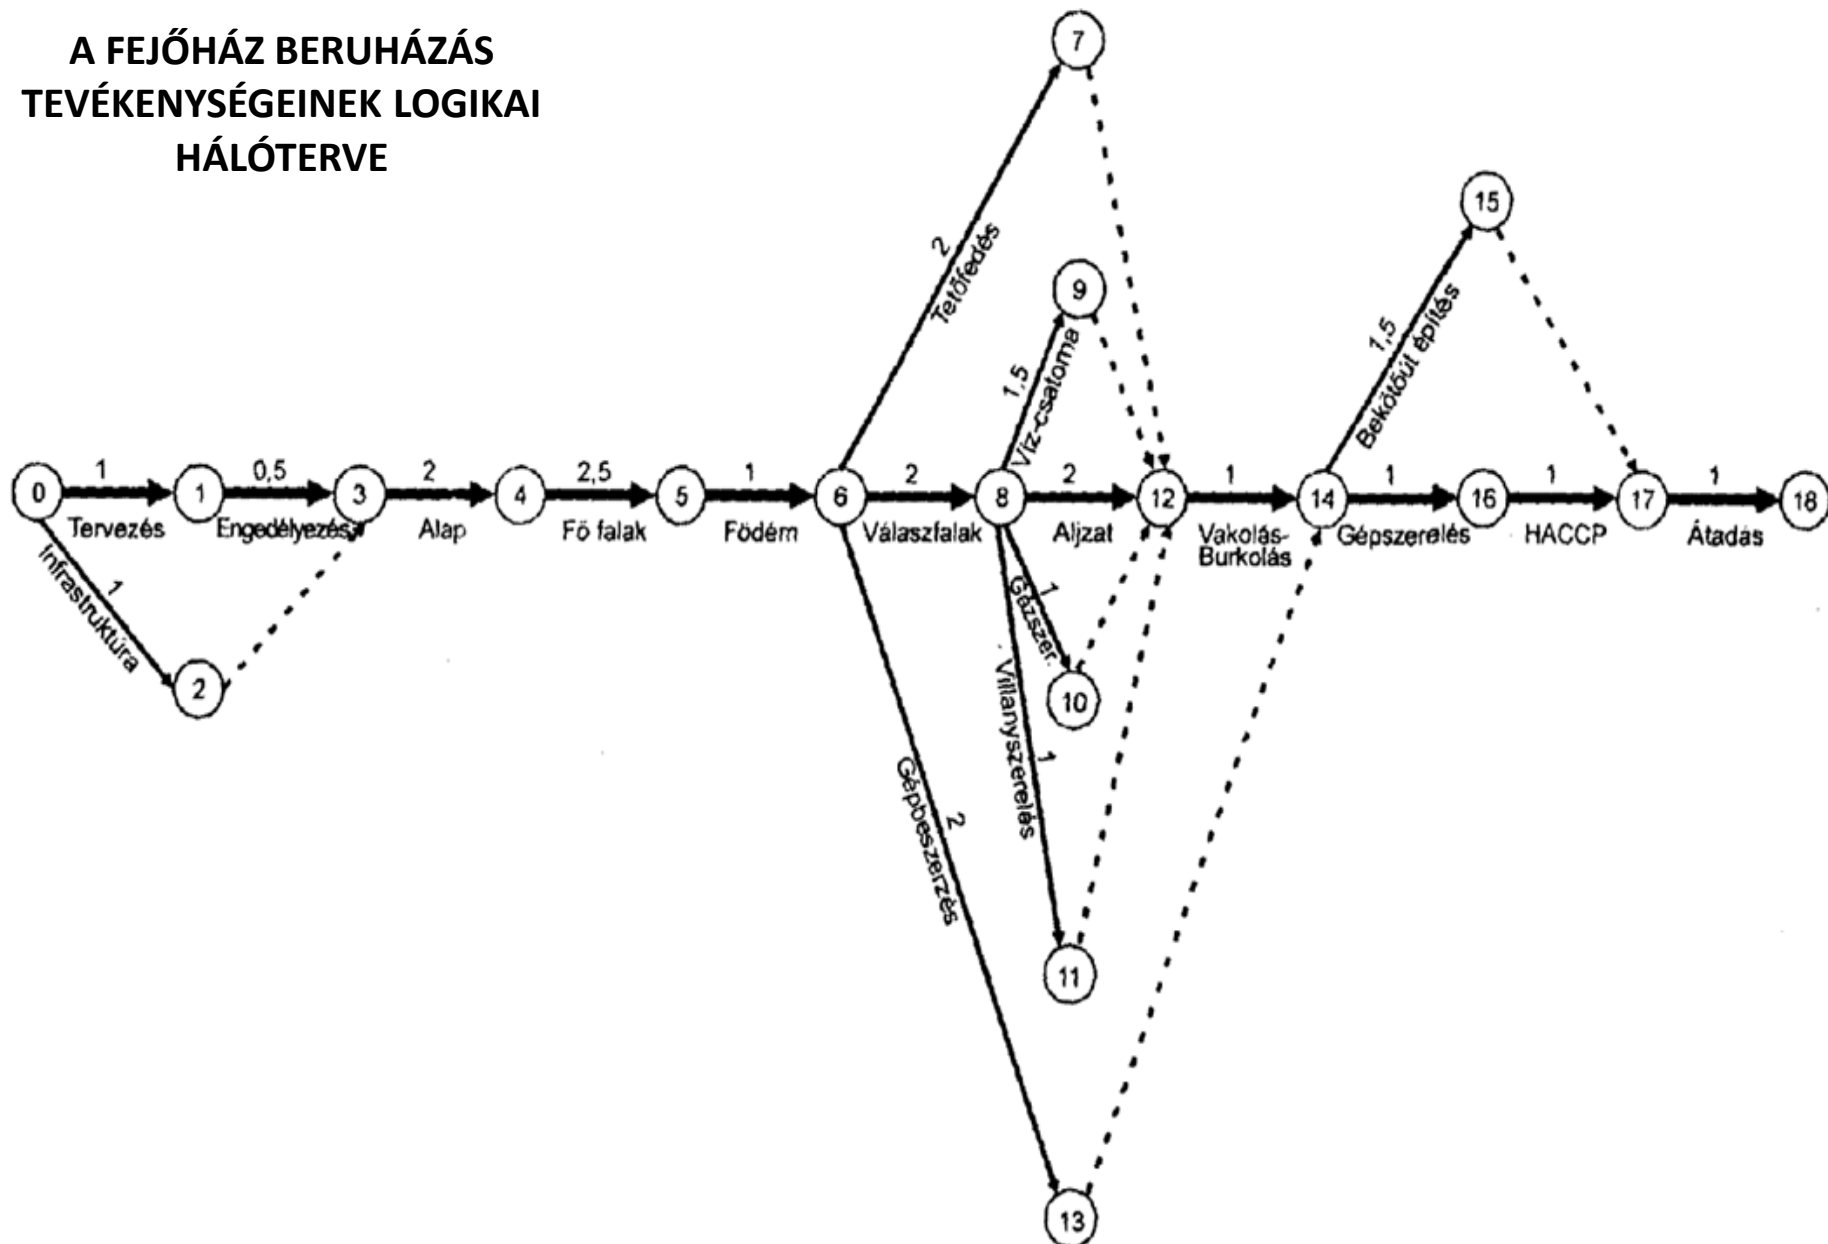 A FEJŐHÁZ BERUHÁZÁS
TEVÉKENYSÉGEINEK LOGIKAI
HÁLÓTERVE
7
15
2
Tetőfedés
9
1,5
Víz-csatorna
1,5
Bekötőút építés
0
1
Tervezés
1
0,5
Engedélyezés
3
2
Alap
4
2,5
Fő falak
5
1
Födém
6
2
Válaszfalak
8
2
Aljzat
12
1
Vakolás-
Burkolás
14
1
Gépszerelés
16
1
HACCP
17
1
Átadás
18
1
Infrastruktúra
2
1
Gázszer.
10
Villanyszerelés
1
11
2
Gépbeszerzés
13